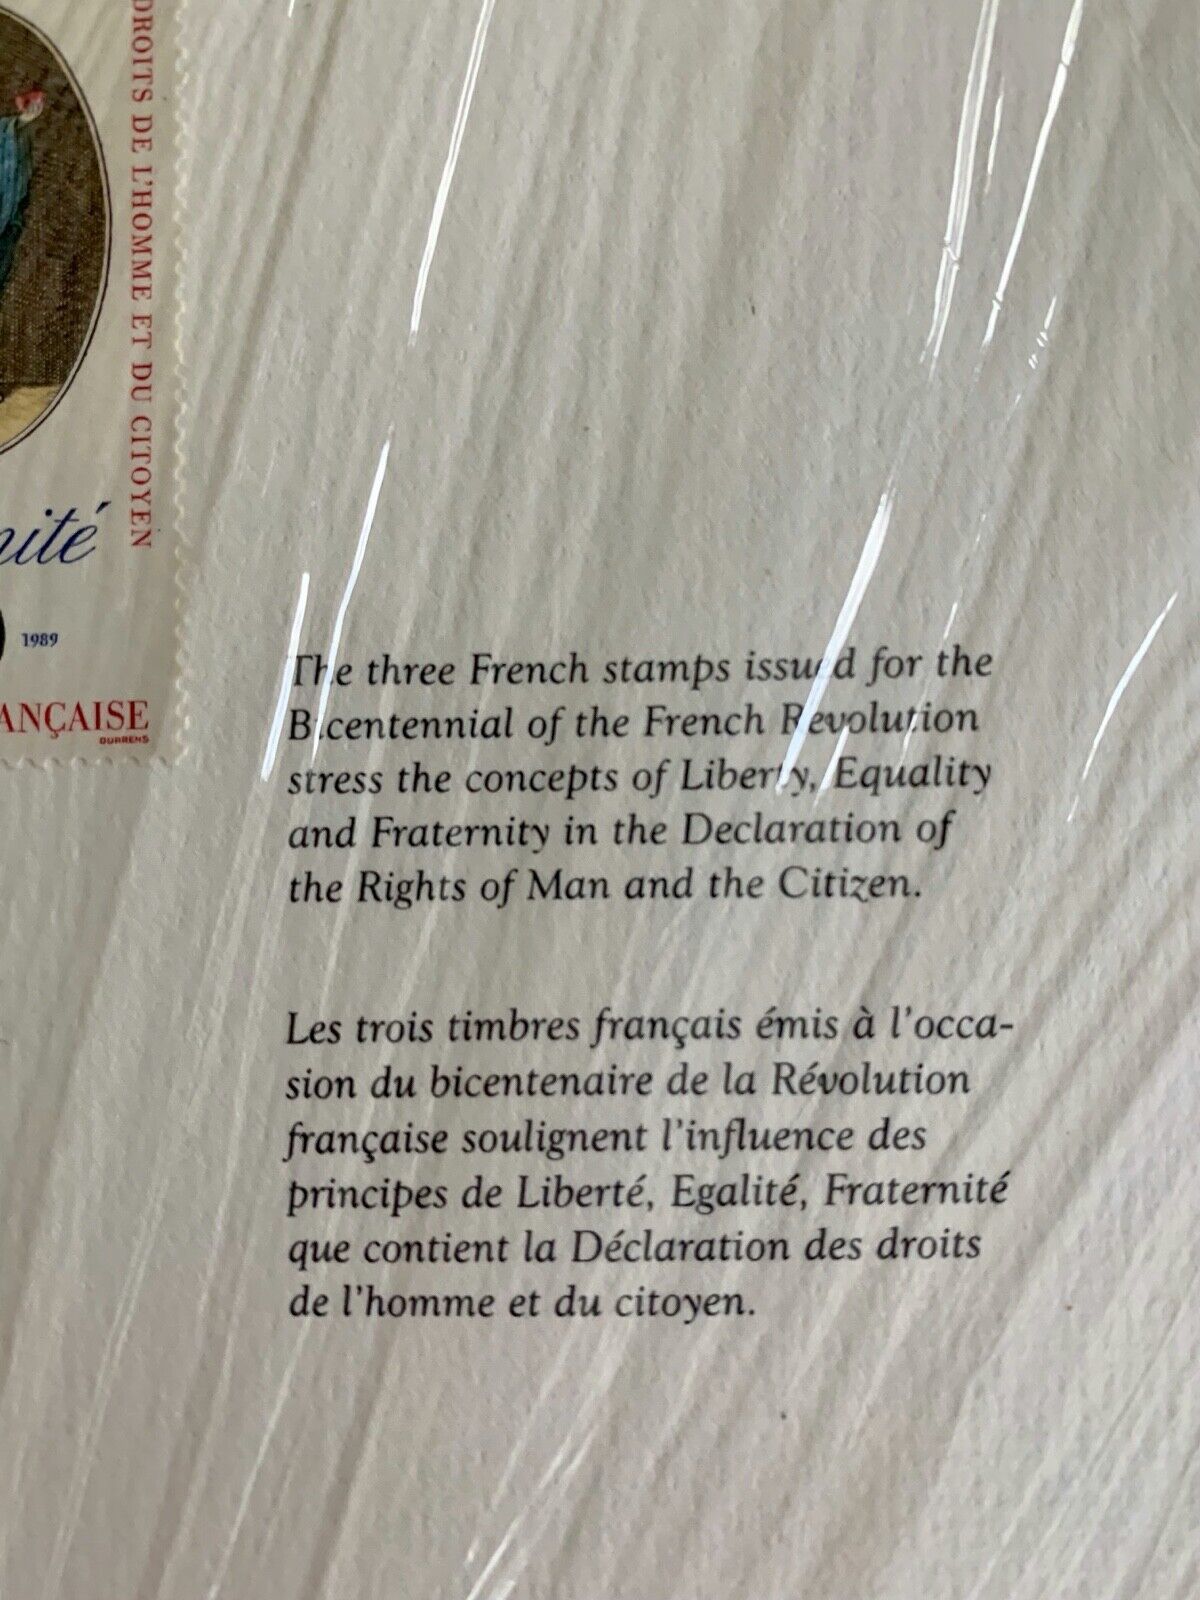 DROITS DE L'HOMME ET DU CITOYEN
nité
1989
ANÇAISE
DURRENS
The three French stamps issued for the
Bicentennial of the French Revolution
stress the concepts of Liberty, Equality
and Fraternity in the Declaration of
the Rights of Man and the Citizen.
Les trois timbres français émis à l'occa-
sion du bicentenaire de la Révolution
française soulignent l'influence des
principes de Liberté, Egalité, Fraternité
que contient la Déclaration des droits
de l'homme et du citoyen.